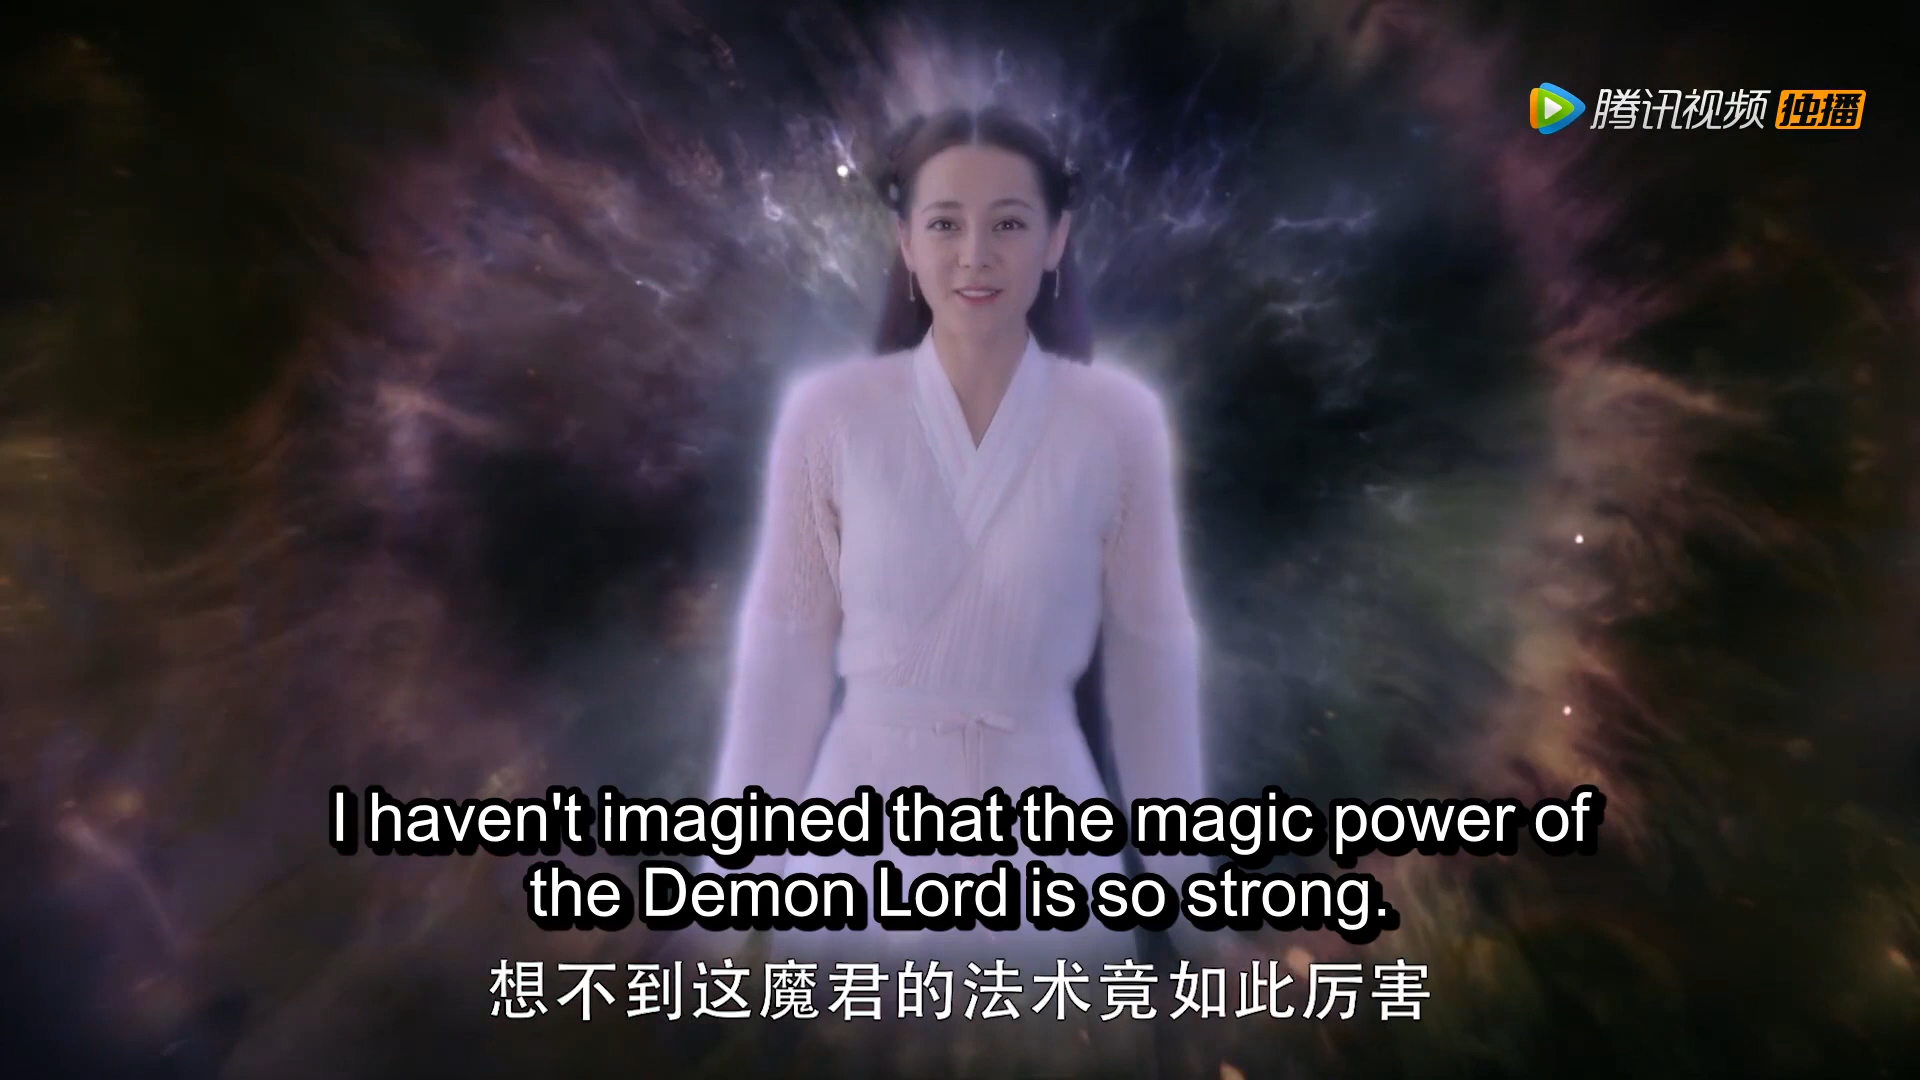 腾讯视频 独播
I haven't imagined that the magic power of
the Demon Lord is so strong.
想不到这魔君的法术竟如此厉害